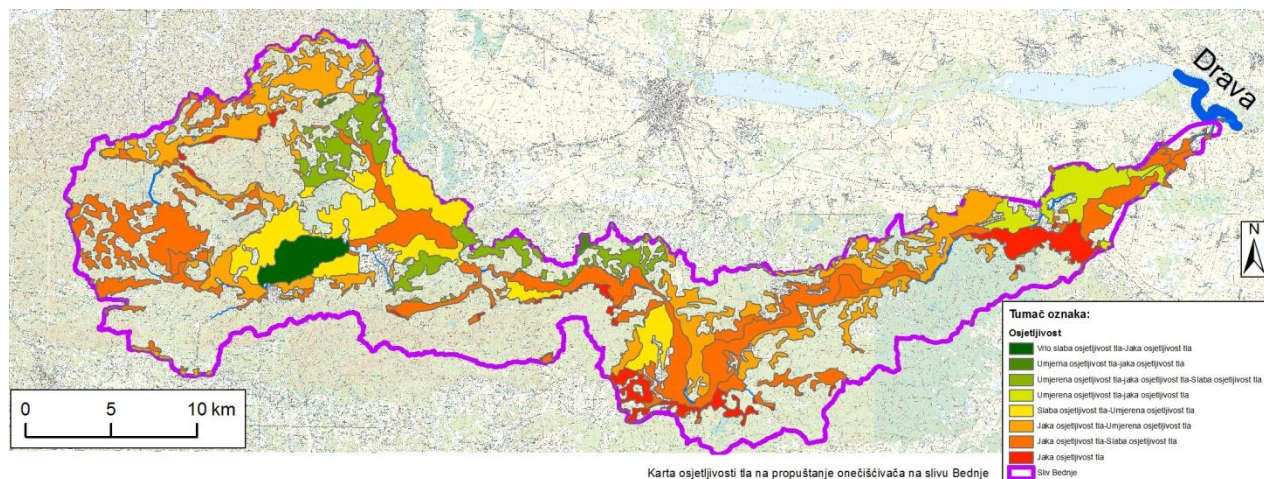 Drava
N
Tumač oznaka:
Osjetljivost
Vrlo slaba osjetljivost tla-Jaka osjetljivost tla
Umjerna osjetljivost tla-jaka osjetljivost tla
Umjerena osjetljivost tla-jaka osjetljivost tla-Slaba osjetljivost tla
Umjerena osjetljivost tla-jaka osjetljivost tla
Slaba osjetljivost tla-Umjerena osjetljivost tla
Jaka osjetljivost tla-Umjerena osjetljivost tla
Jaka osjetljivost tla-Slaba osjetljivost tla
Jaka osjetljivost tla
Sliv Bednje
0 5 10 km
Karta osjetljivosti tla na propuštanje onečišćivača na slivu Bednje